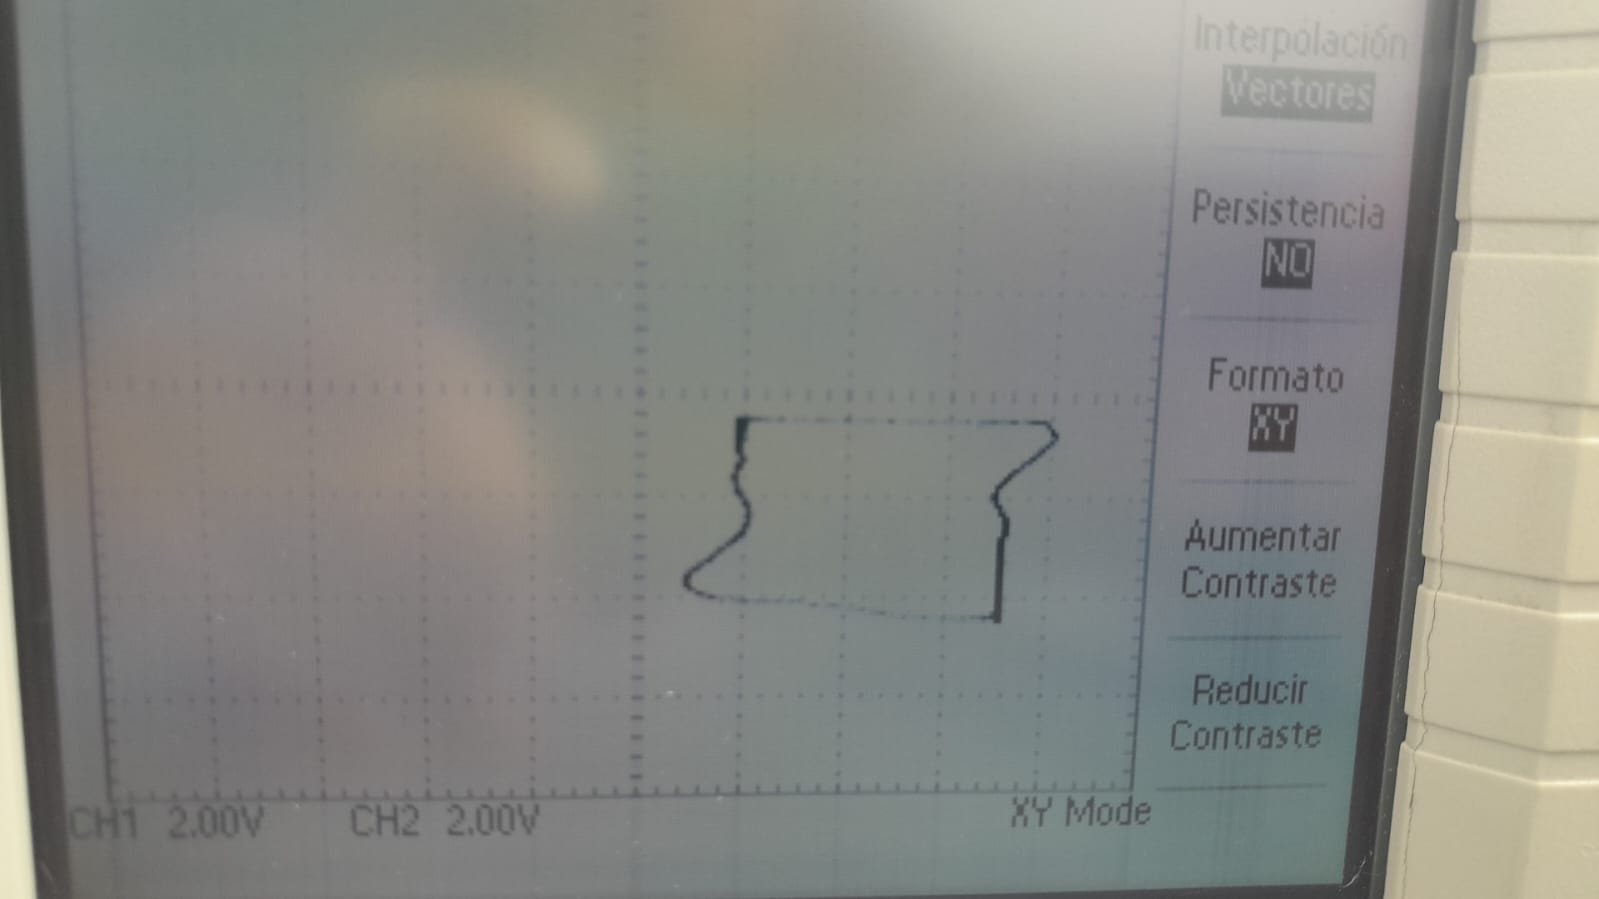 Interpolación
Vectores
Persistencia
NO
Formato
XY
Aumentar
Contraste
Reducir
Contraste
CH1 2.00V CH2 2.00V XY Mode